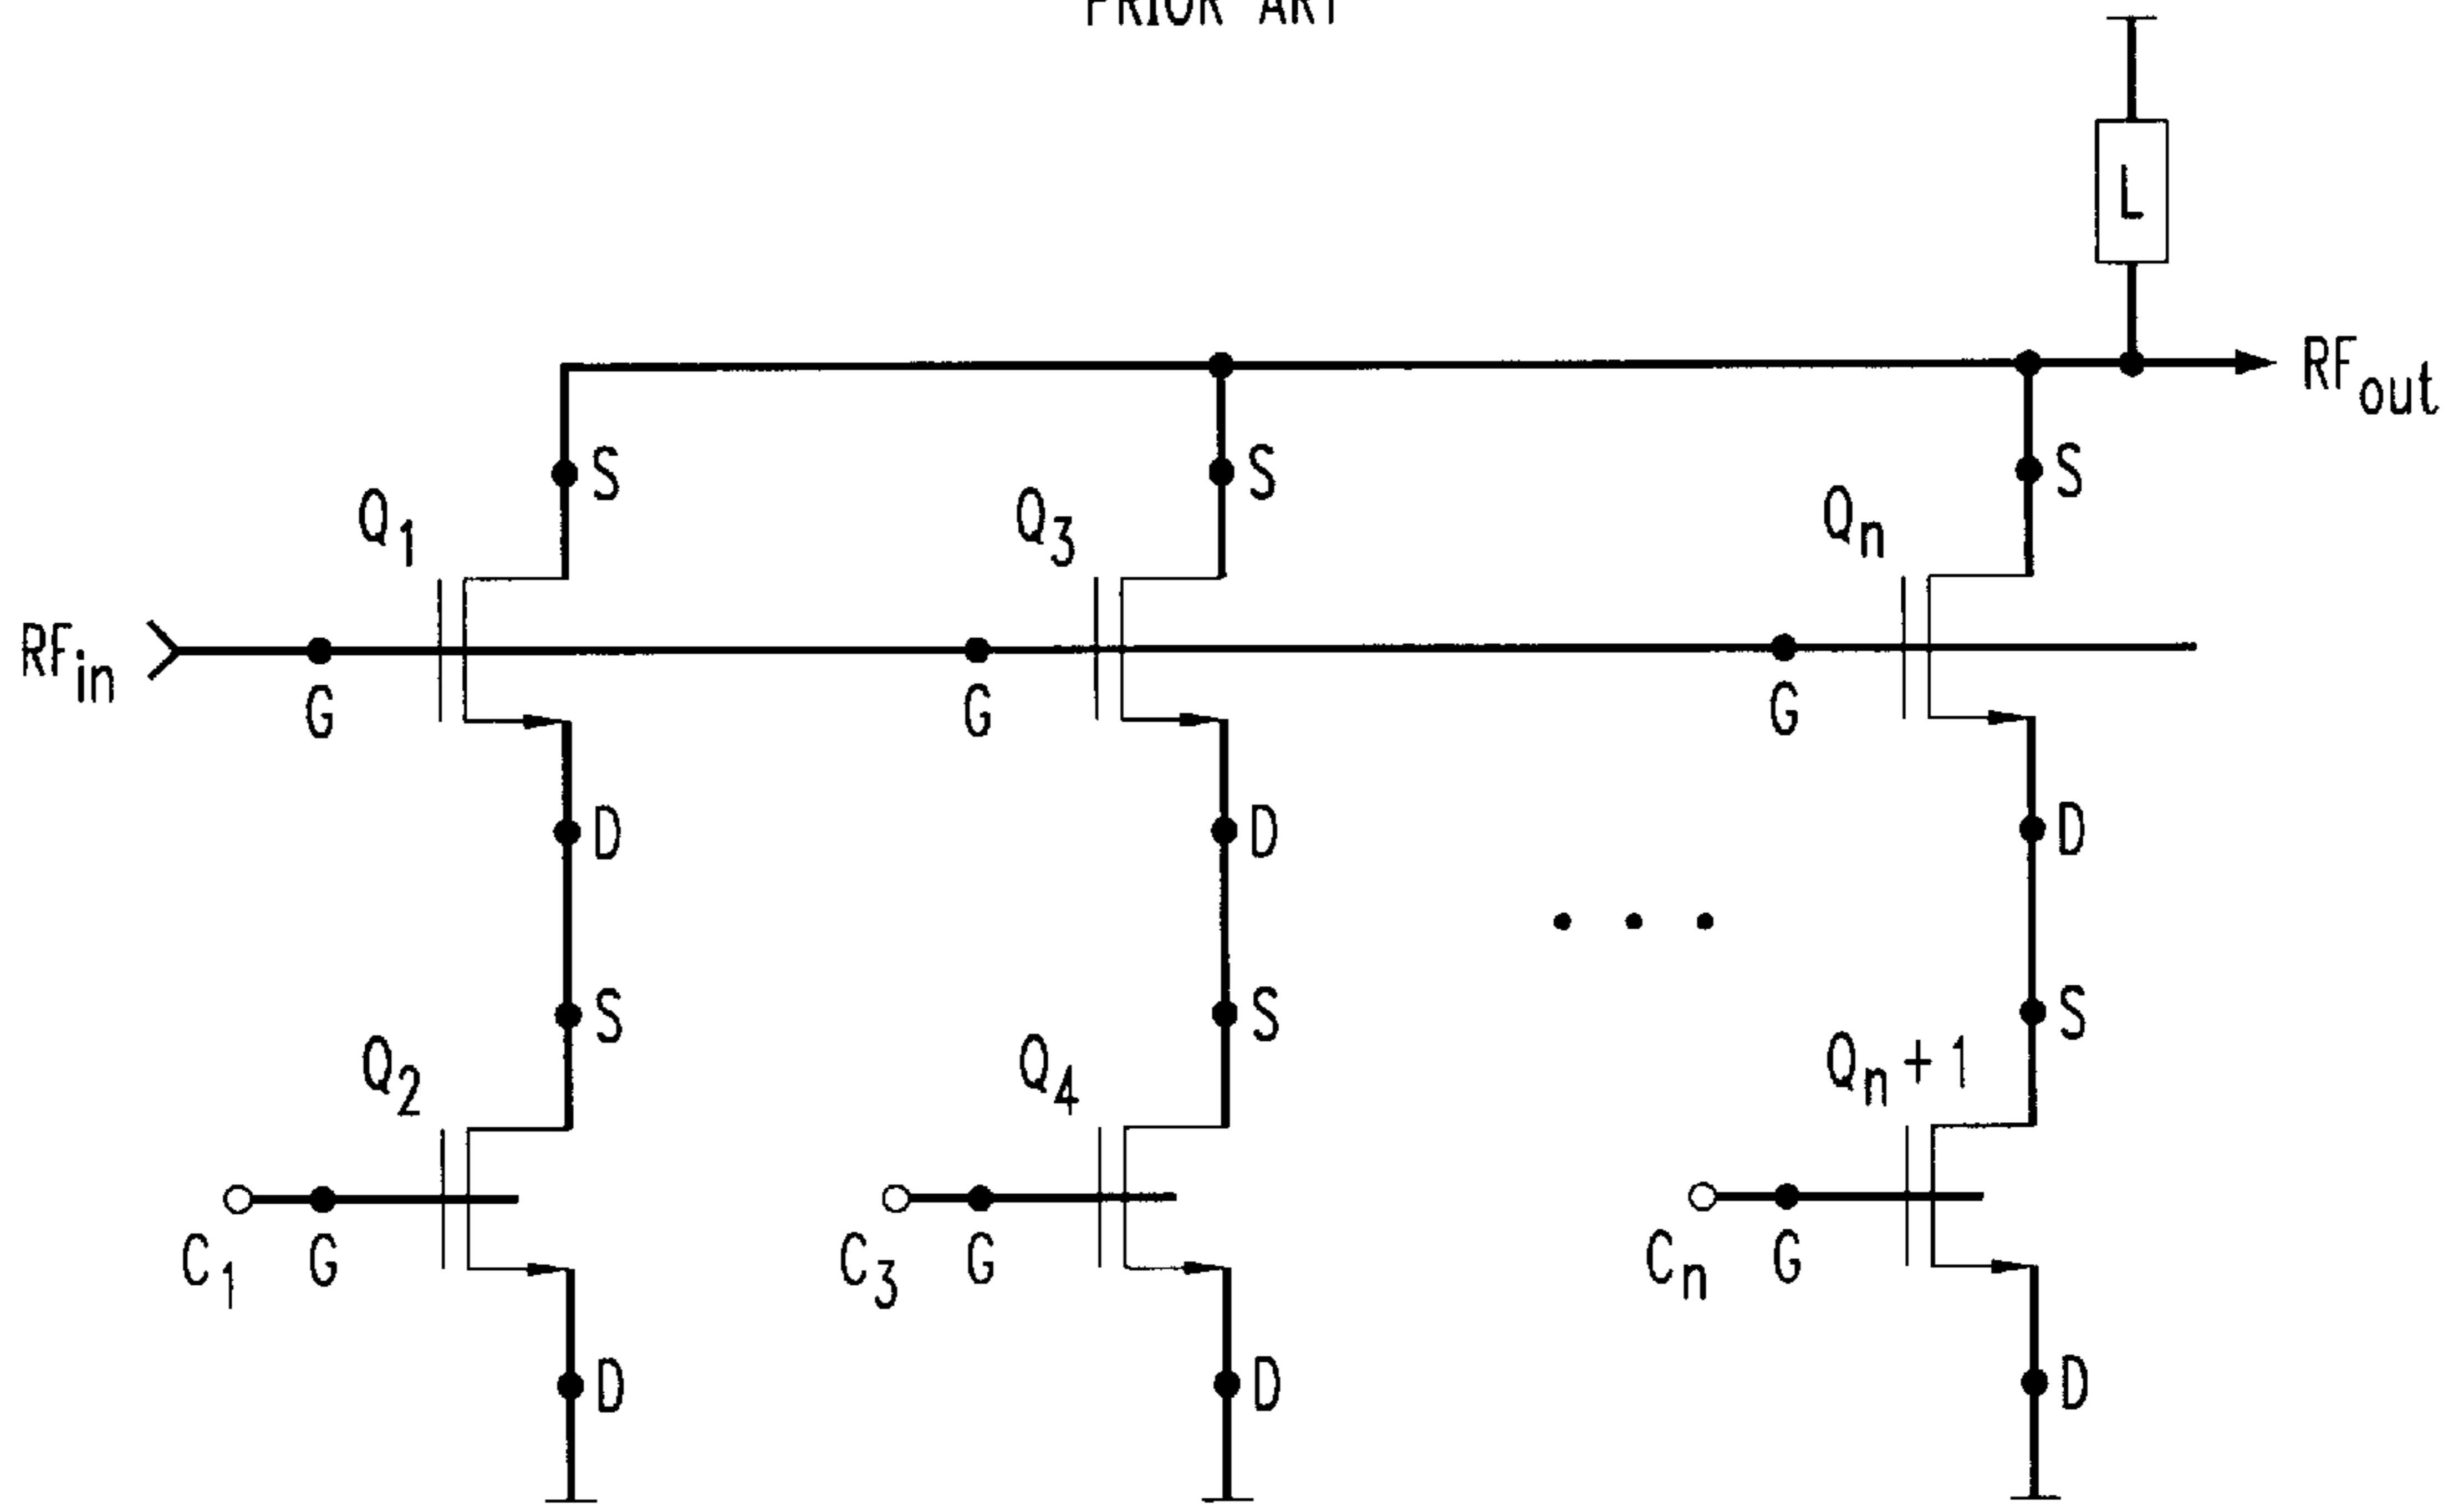 PRIOR ART
L
RFout
S S S
Q1 Q3 Qn
RFin
G G G
D D D
S S S
Q2 Q4 Qn+1
C1 G C3 G Cn G
D D D